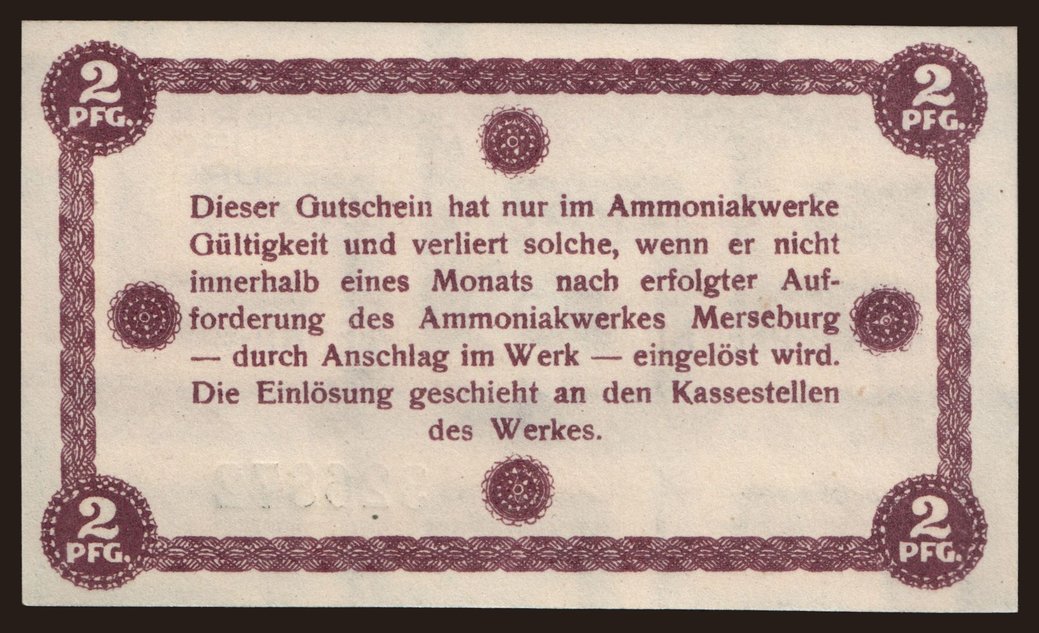 2 2
PFG. PFG.
Dieser Gutschein hat nur im Ammoniakwerke
Gültigkeit und verliert solche, wenn er nicht
innerhalb eines Monats nach erfolgter Auf-
forderung des Ammoniakwerkes Merseburg
— durch Anschlag im Werk — eingelöst wird.
Die Einlösung geschieht an den Kassestellen
des Werkes.
2 2
PFG. PFG.